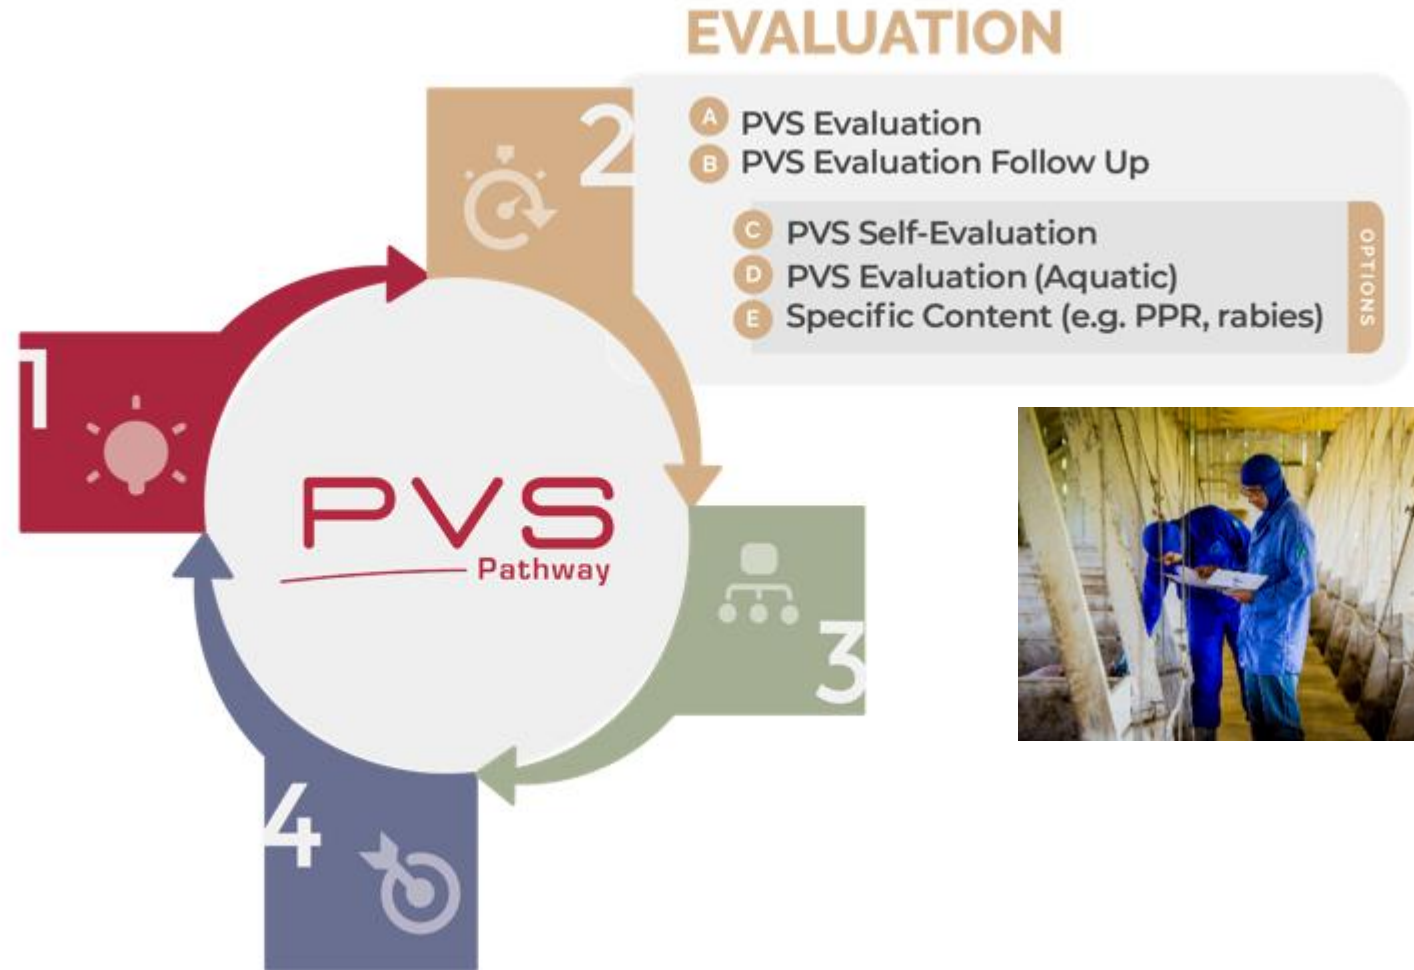 EVALUATION
A PVS Evaluation
B PVS Evaluation Follow Up
C PVS Self-Evaluation
D PVS Evaluation (Aquatic)
E Specific Content (e.g. PPR, rabies)
OPTIONS
1
2
3
4
PVS
Pathway